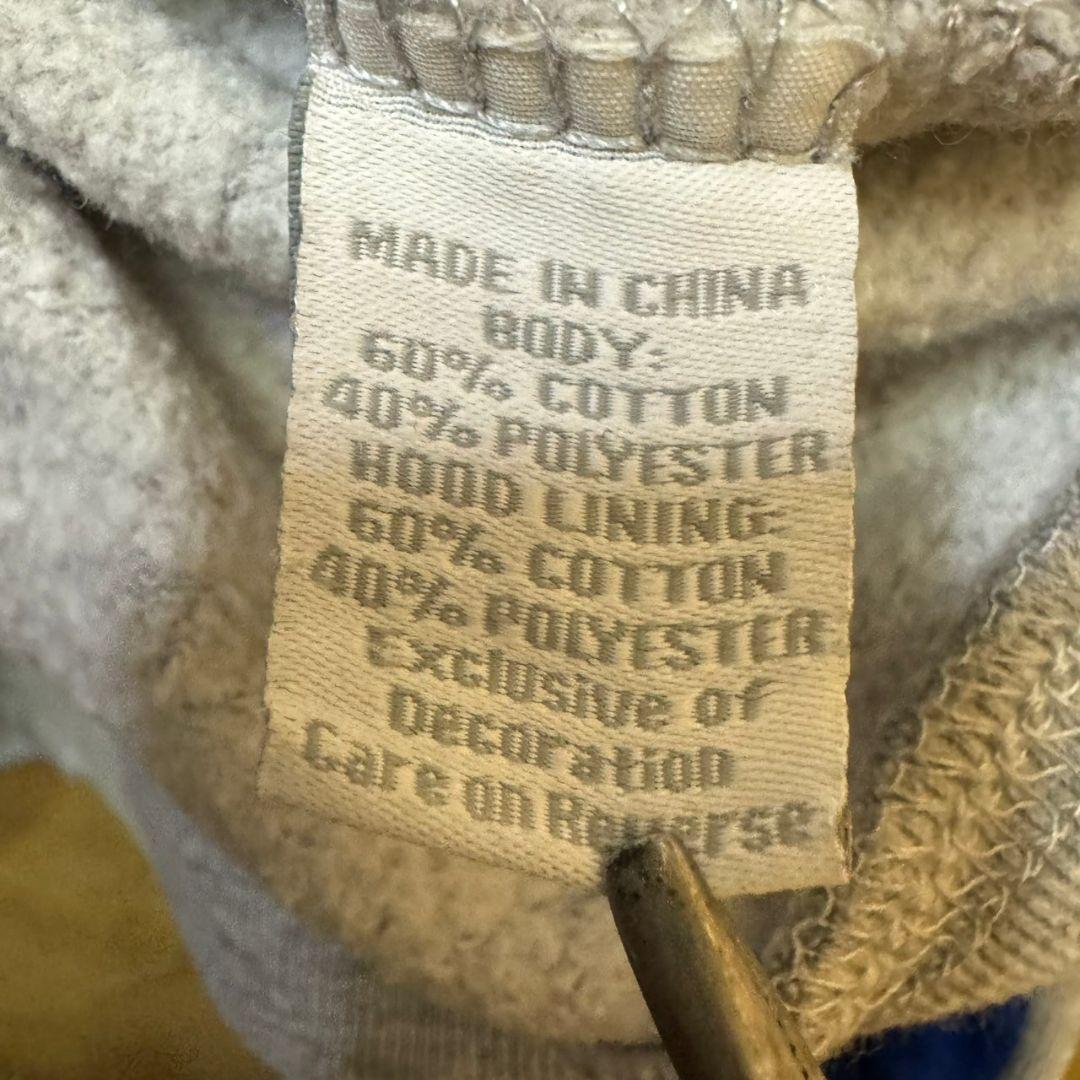 MADE IN CHINA
BODY:
60% COTTON
40% POLYESTER
HOOD LINING:
60% COTTON
40% POLYESTER
Exclusive of
Decoration
Care on Reverse